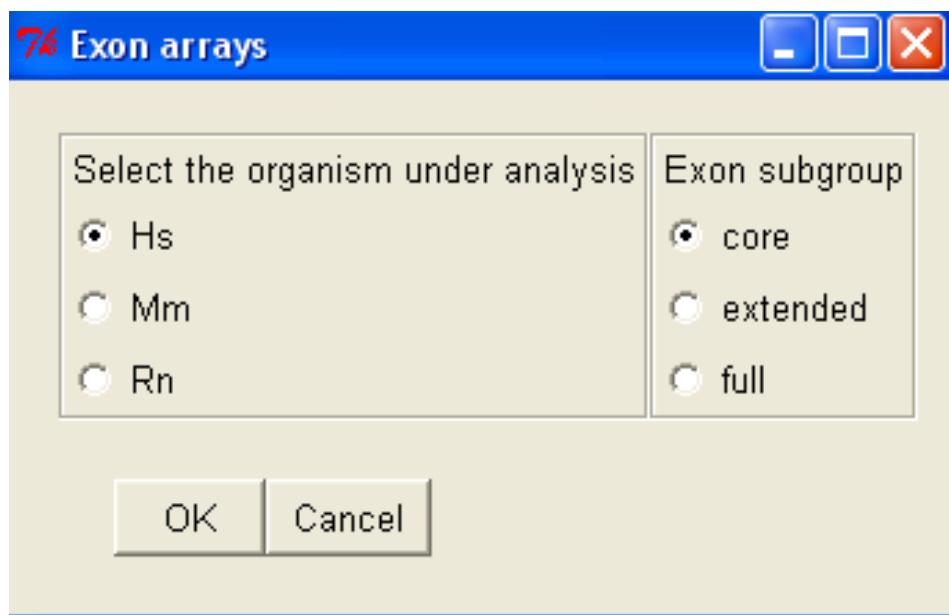 Exon arrays
Select the organism under analysis
Hs
Mm
Rn
Exon subgroup
core
extended
full
OK
Cancel